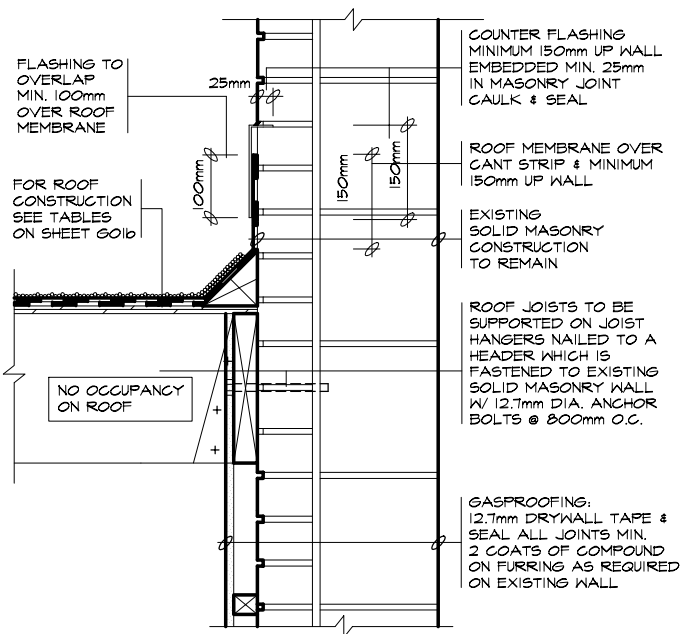 COUNTER FLASHING
MINIMUM 150mm UP WALL
EMBEDDED MIN. 25mm
IN MASONRY JOINT
CAULK & SEAL
FLASHING TO
OVERLAP
MIN. 100mm
OVER ROOF
MEMBRANE
25mm
ROOF MEMBRANE OVER
CANT STRIP & MINIMUM
150mm UP WALL
100mm
150mm
150mm
FOR ROOF
CONSTRUCTION
SEE TABLES
ON SHEET G016
EXISTING
SOLID MASONRY
CONSTRUCTION
TO REMAIN
ROOF JOISTS TO BE
SUPPORTED ON JOIST
HANGERS NAILED TO A
HEADER WHICH IS
FASTENED TO EXISTING
SOLID MASONRY WALL
W/ 12.7mm DIA. ANCHOR
BOLTS @ 800mm O.C.
NO OCCUPANCY
ON ROOF
GASPROOFING:
12.7mm DRYWALL TAPE &
SEAL ALL JOINTS MIN.
2 COATS OF COMPOUND
ON FURRING AS REQUIRED
ON EXISTING WALL